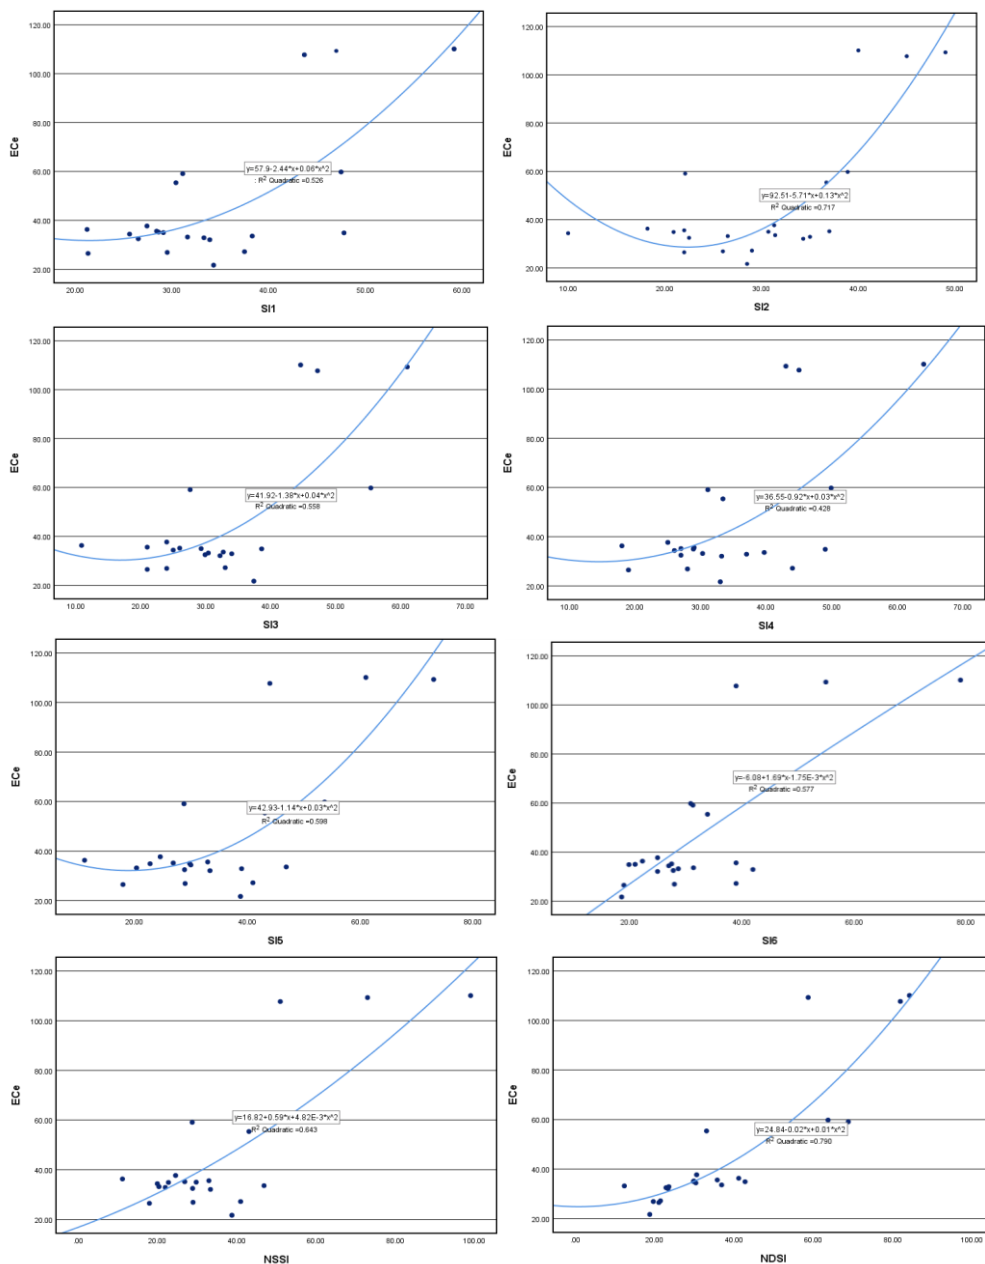 120.00
100.00
80.00
60.00
40.00
20.00
ECe
y=57.9-2.44*x+0.06*x^2
: R2 Quadratic =0.526
20.00 30.00 40.00 50.00 60.00
SI1
120.00
100.00
80.00
60.00
40.00
20.00
ECe
y=92.51-5.71*x+0.13*x^2
R2 Quadratic =0.717
10.00 20.00 30.00 40.00 50.00
SI2
120.00
100.00
80.00
60.00
40.00
20.00
ECe
y=41.92-1.38*x+0.04*x^2
R2 Quadratic =0.558
10.00 20.00 30.00 40.00 50.00 60.00 70.00
SI3
120.00
100.00
80.00
60.00
40.00
20.00
ECe
y=36.55-0.92*x+0.03*x^2
R2 Quadratic =0.428
10.00 20.00 30.00 40.00 50.00 60.00 70.00
SI4
120.00
100.00
80.00
60.00
40.00
20.00
ECe
y=42.93-1.14*x+0.03*x^2
R2 Quadratic =0.598
20.00 40.00 60.00 80.00
SI5
120.00
100.00
80.00
60.00
40.00
20.00
ECe
y=-6.08+1.69*x-1.75E-3*x^2
R2 Quadratic =0.577
20.00 40.00 60.00 80.00
SI6
120.00
100.00
80.00
60.00
40.00
20.00
ECe
y=16.82+0.59*x+4.82E-3*x^2
R2 Quadratic =0.643
.00 20.00 40.00 60.00 80.00 100.00
NSSI
120.00
100.00
80.00
60.00
40.00
20.00
ECe
y=24.84-0.02*x+0.01*x^2
R2 Quadratic =0.790
.00 20.00 40.00 60.00 80.00 100.00
NDSI